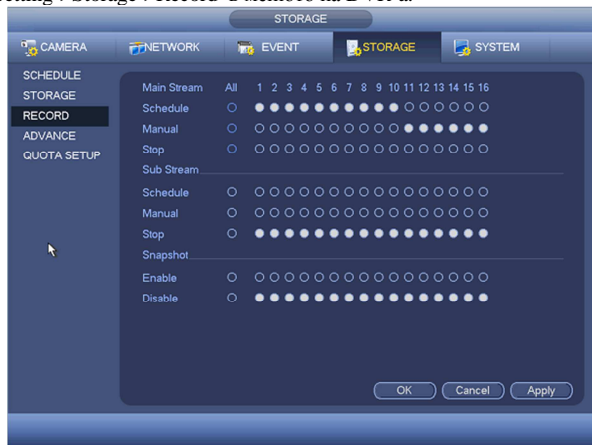 STORAGE
CAMERA NETWORK EVENT STORAGE SYSTEM
SCHEDULE
STORAGE
RECORD
ADVANCE
QUOTA SETUP
Main Stream All 1 2 3 4 5 6 7 8 9 10 11 12 13 14 15 16
Schedule
Manual
Stop
Sub Stream
Schedule
Manual
Stop
Snapshot
Enable
Disable
OK Cancel Apply